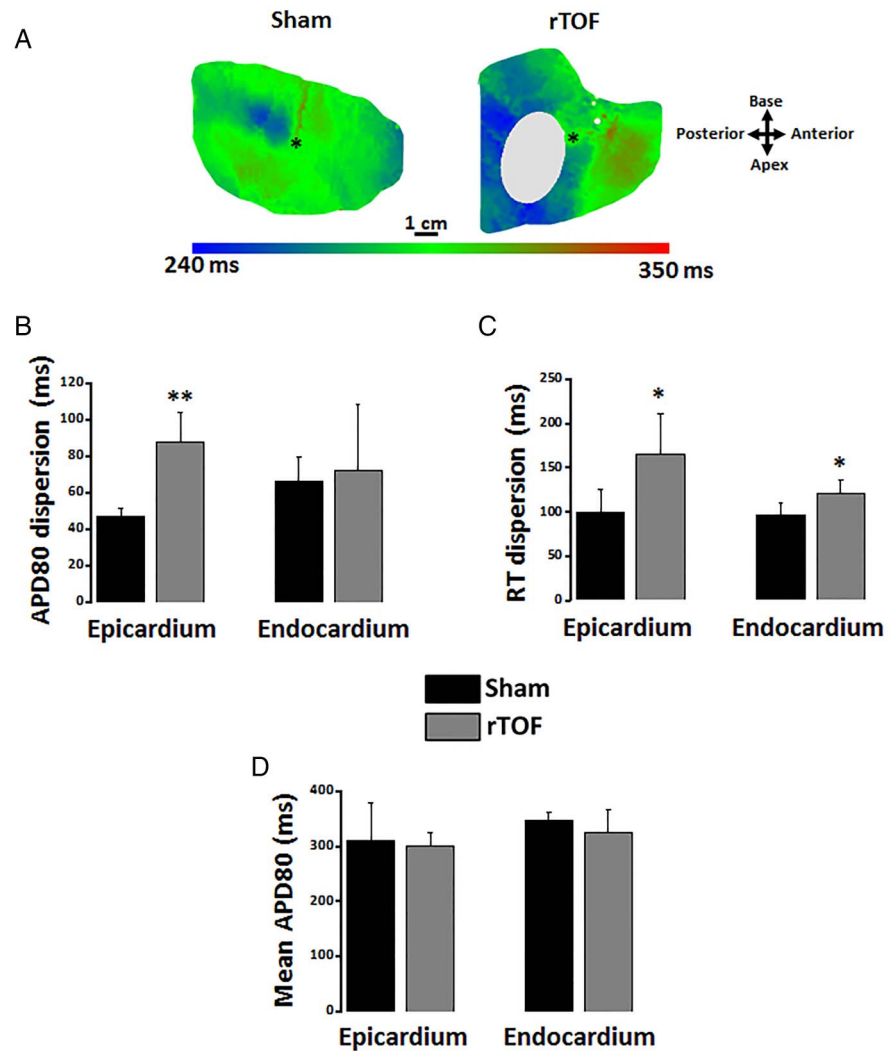 A
Sham
rTOF
*
*
Base
Posterior
Anterior
Apex
1 cm
240 ms
350 ms
B
APD80 dispersion (ms)
120
100
80
60
40
20
0
**
Epicardium
Endocardium
C
RT dispersion (ms)
250
200
150
100
50
0
*
*
Epicardium
Endocardium
Sham
rTOF
D
Mean APD80 (ms)
400
300
200
100
0
Epicardium
Endocardium